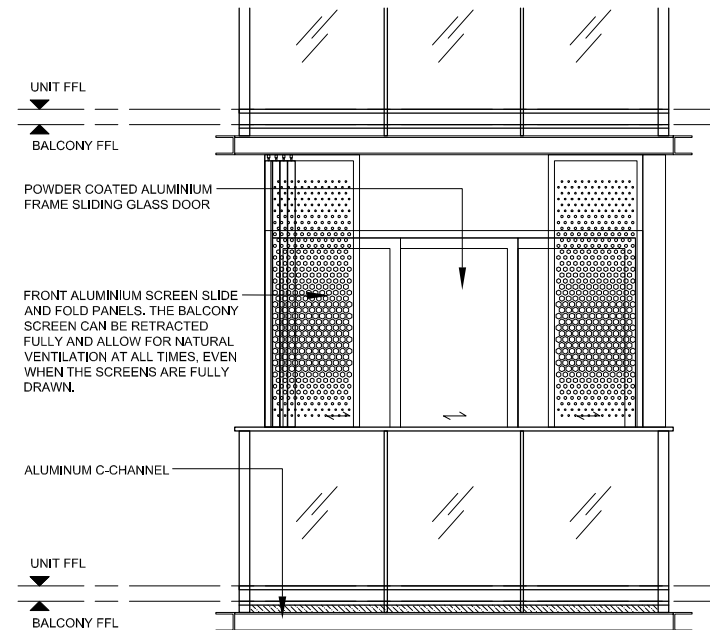 UNIT FFL
BALCONY FFL
POWDER COATED ALUMINIUM
FRAME SLIDING GLASS DOOR
FRONT ALUMINIUM SCREEN SLIDE
AND FOLD PANELS. THE BALCONY
SCREEN CAN BE RETRACTED
FULLY AND ALLOW FOR NATURAL
VENTILATION AT ALL TIMES, EVEN
WHEN THE SCREENS ARE FULLY
DRAWN.
ALUMINUM C-CHANNEL
UNIT FFL
BALCONY FFL